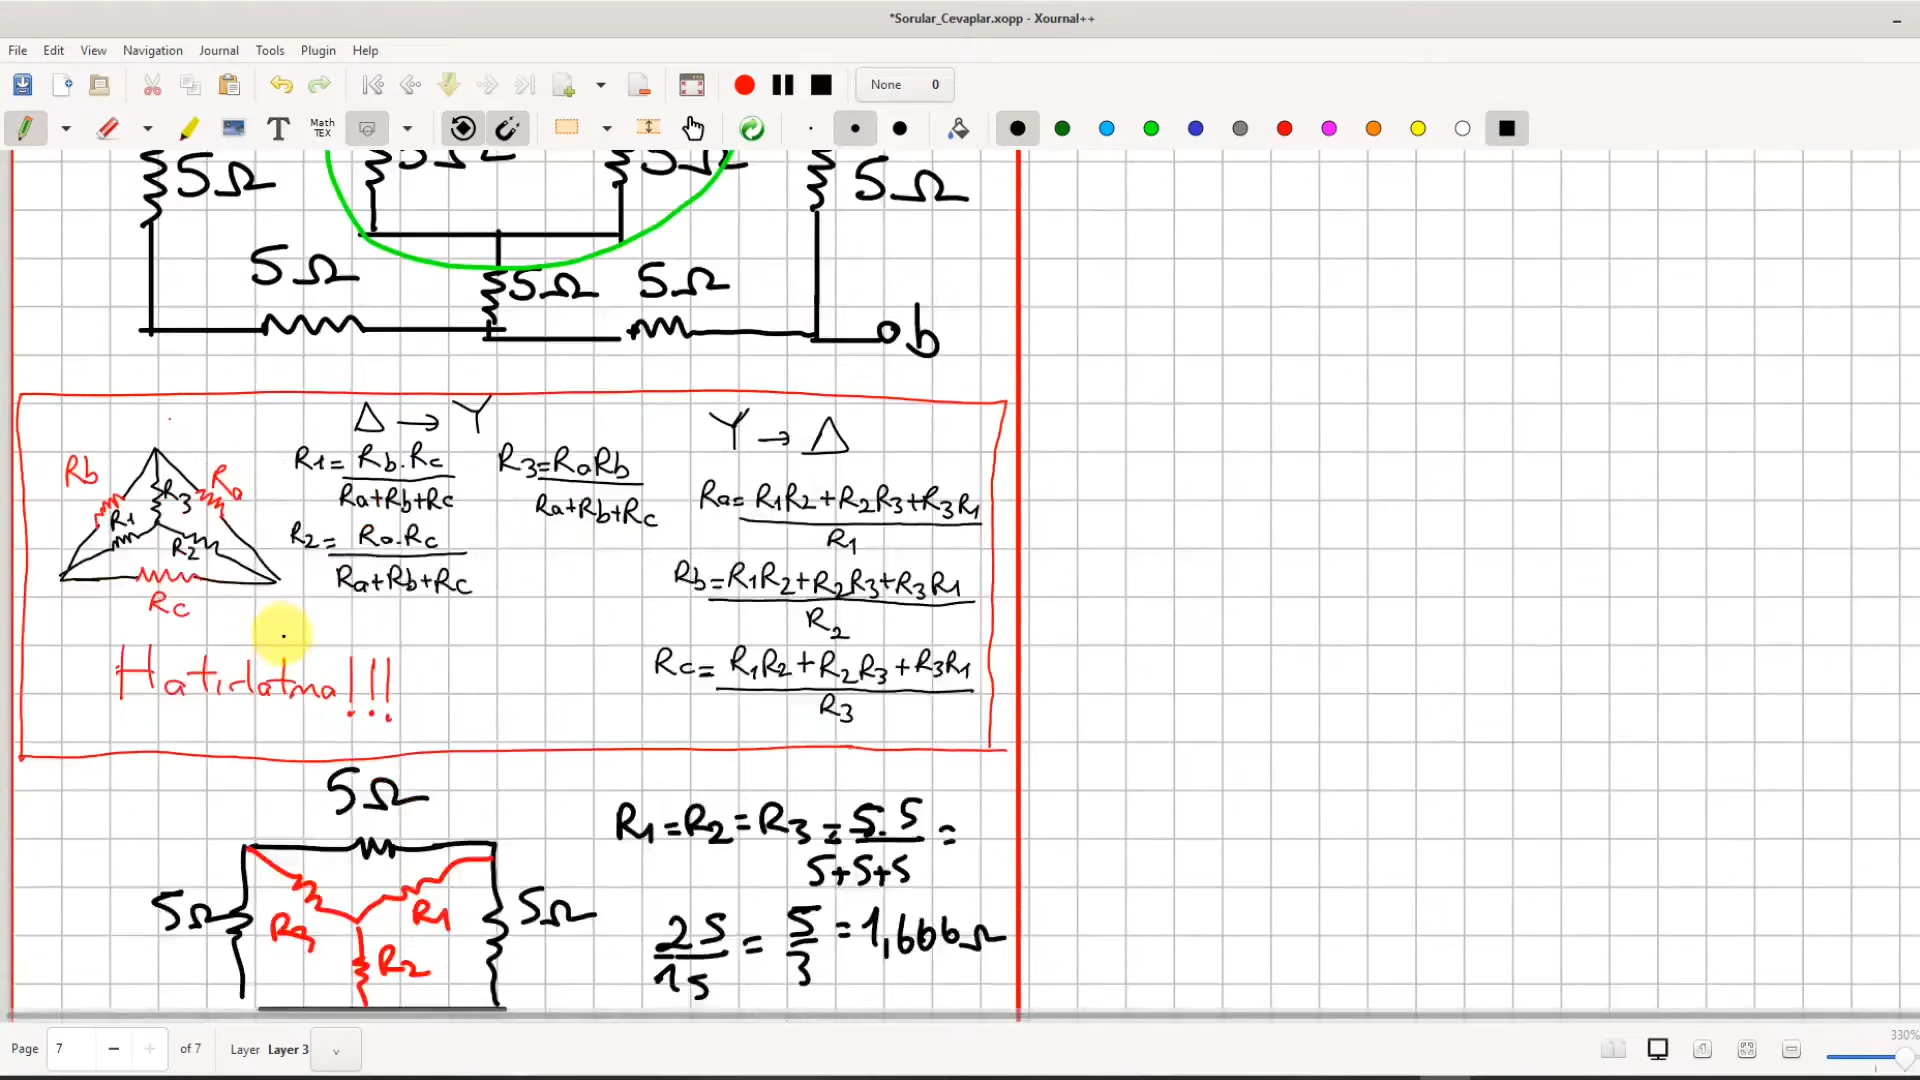 *Sorular_Cevaplar.xopp - Xournal++
File Edit View Navigation Journal Tools Plugin Help
None 0
T Math TEX
5Ω 5Ω 5Ω 5Ω
5Ω 5Ω 5Ω
b
Δ → Y
Y → Δ
Rb Ra
R3
R1
R2
Rc
R1= Rb.Rc
Ra+Rb+Rc
R3=RaRb
Ra+Rb+Rc
R2= Ra.Rc
Ra+Rb+Rc
Ra= R1R2+R2R3+R3R1
R1
Rb=R1R2+R2R3+R3R1
R2
Rc= R1R2+R2R3+R3R1
R3
Hatırlatma!!!
5Ω
5Ω 5Ω
R3 R1
R2
R1=R2=R3=5.5=
5+5+5
25 = 5 =1,666Ω
15 3
Page 7 of 7 Layer Layer 3
330%